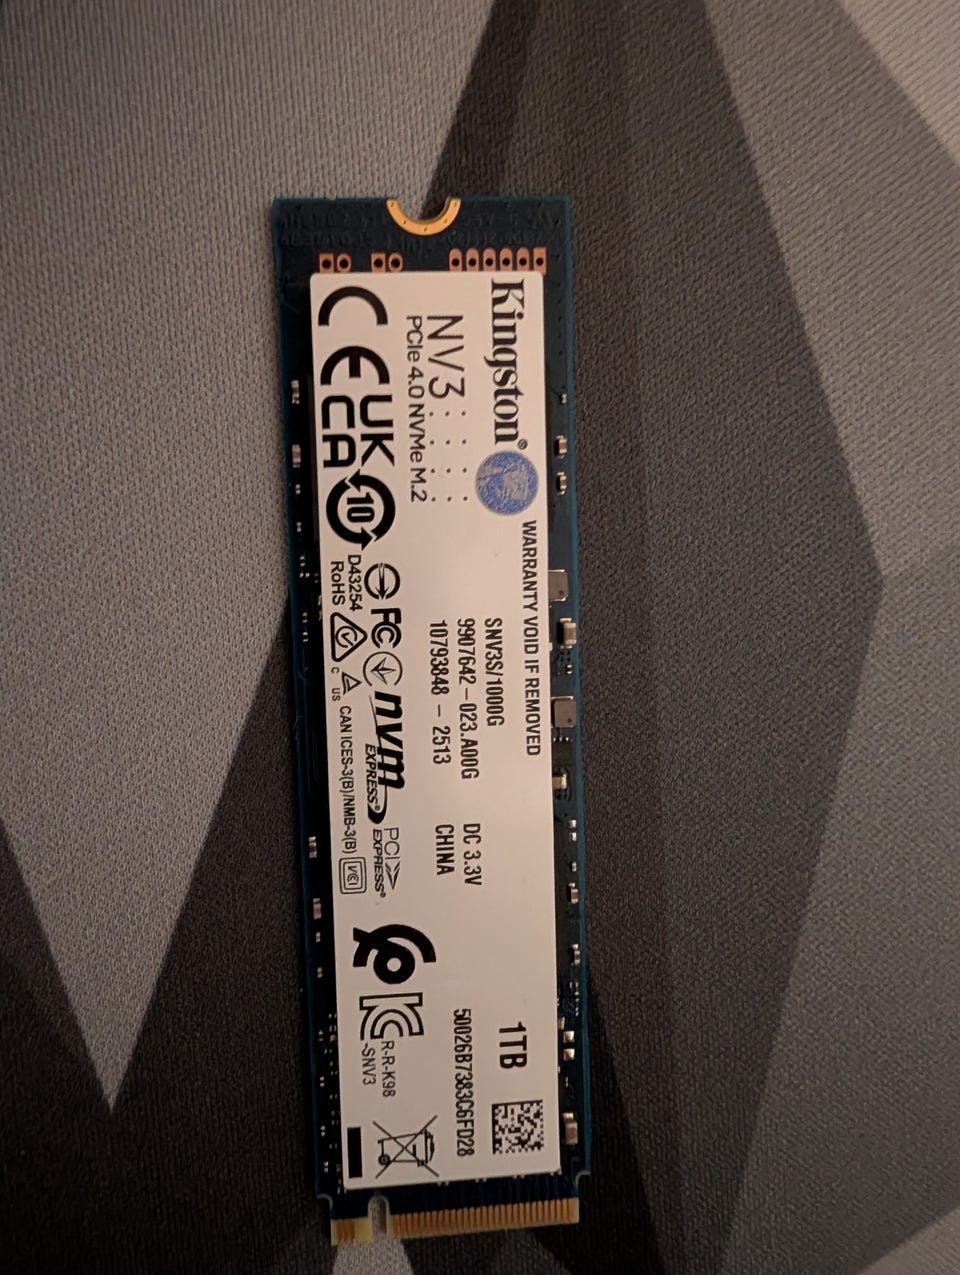 Kingston®
WARRANTY VOID IF REMOVED
NV3
PCIe 4.0 NVMe M.2
SNV3S/1000G
9907642-023.A00G
10793848 - 2513
DC 3.3V
CHINA
1TB
50026B7383C6FD28
CE
UK
CA
10
D43254
RoHS
FC
nvm
EXPRESS®
PCI
EXPRESS®
C US
CAN ICES-3(B)/NMB-3(B)
VCI
R-R-K98
-SNV3